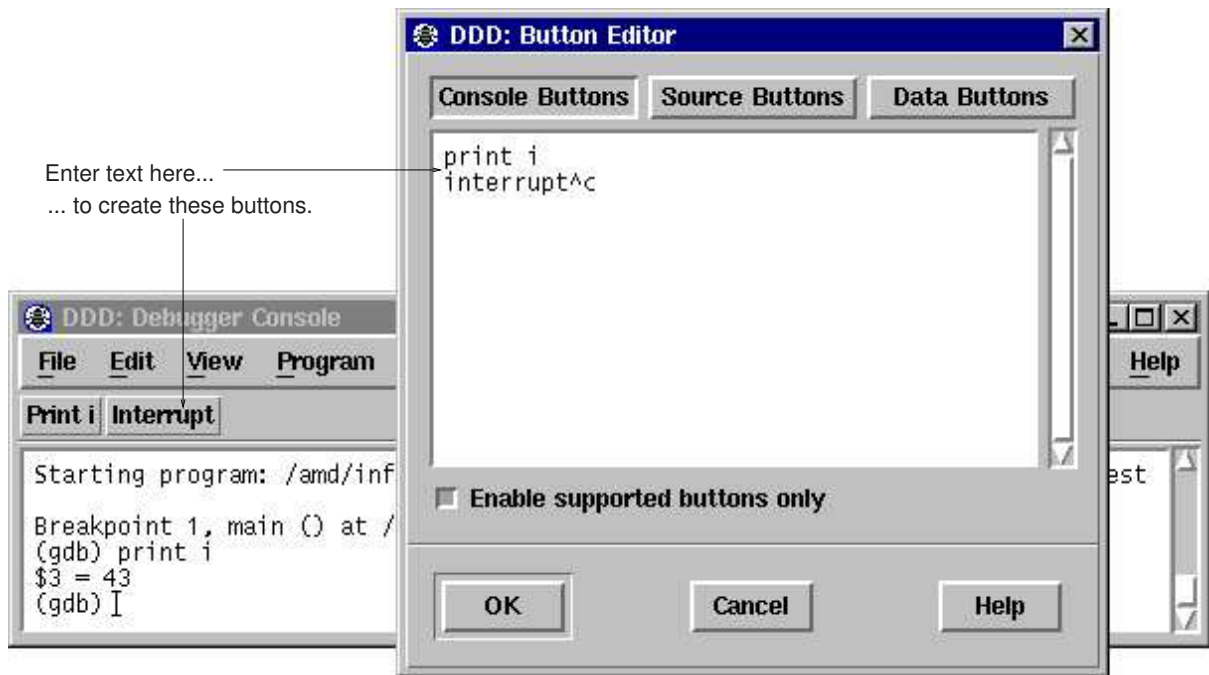 DDD: Button Editor
Console Buttons Source Buttons Data Buttons
print i
interrupt^c
Enter text here...
... to create these buttons.
DDD: Debugger Console
File Edit View Program Help
Print i Interrupt
Starting program: /amd/inf est
Breakpoint 1, main () at /
(gdb) print i
$3 = 43
(gdb)
Enable supported buttons only
OK Cancel Help